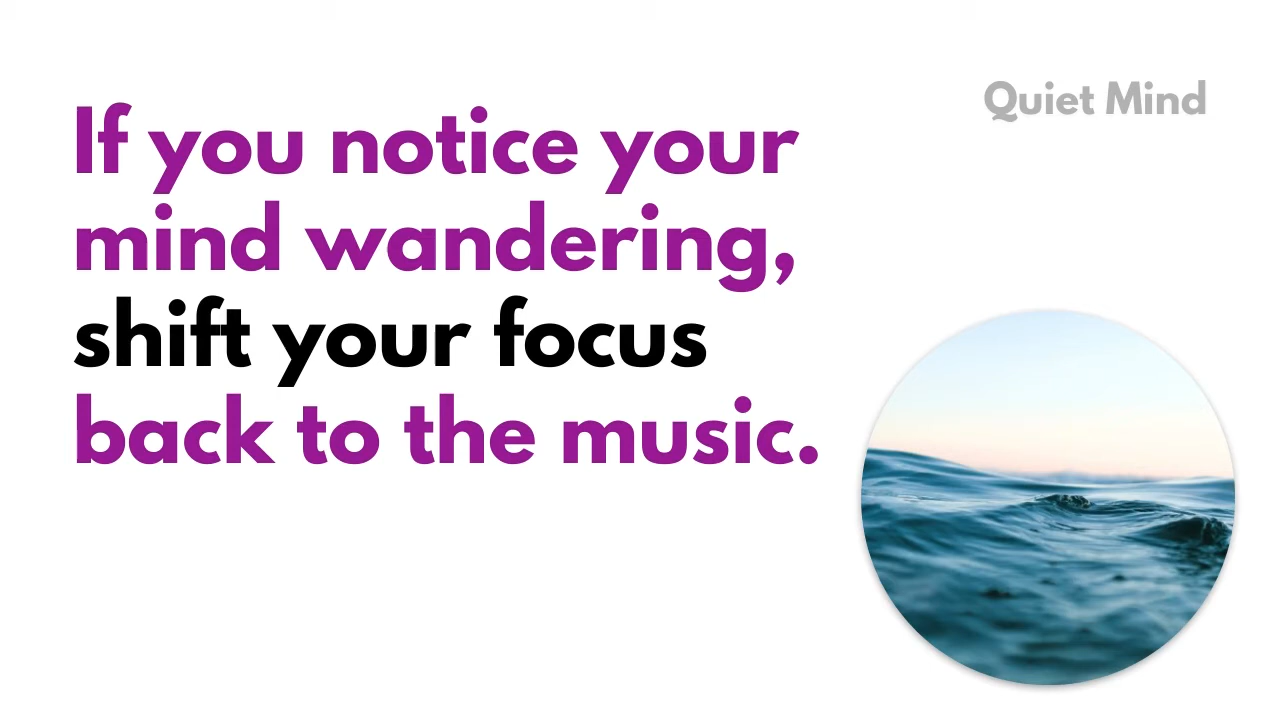 Quiet Mind
If you notice your
mind wandering,
shift your focus
back to the music.